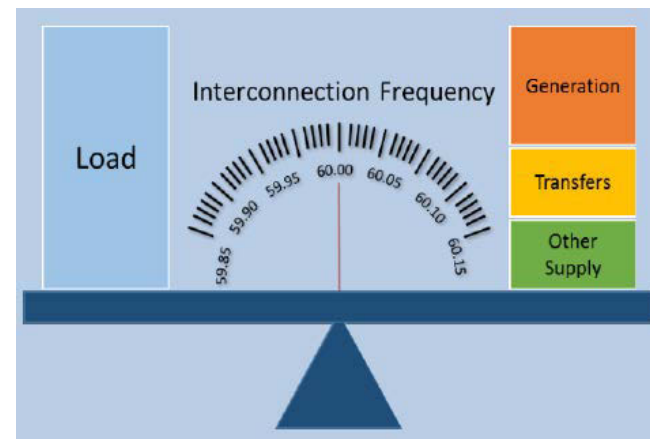 Load
Interconnection Frequency
59.85
59.90
59.95
60.00
60.05
60.10
60.15
Generation
Transfers
Other
Supply